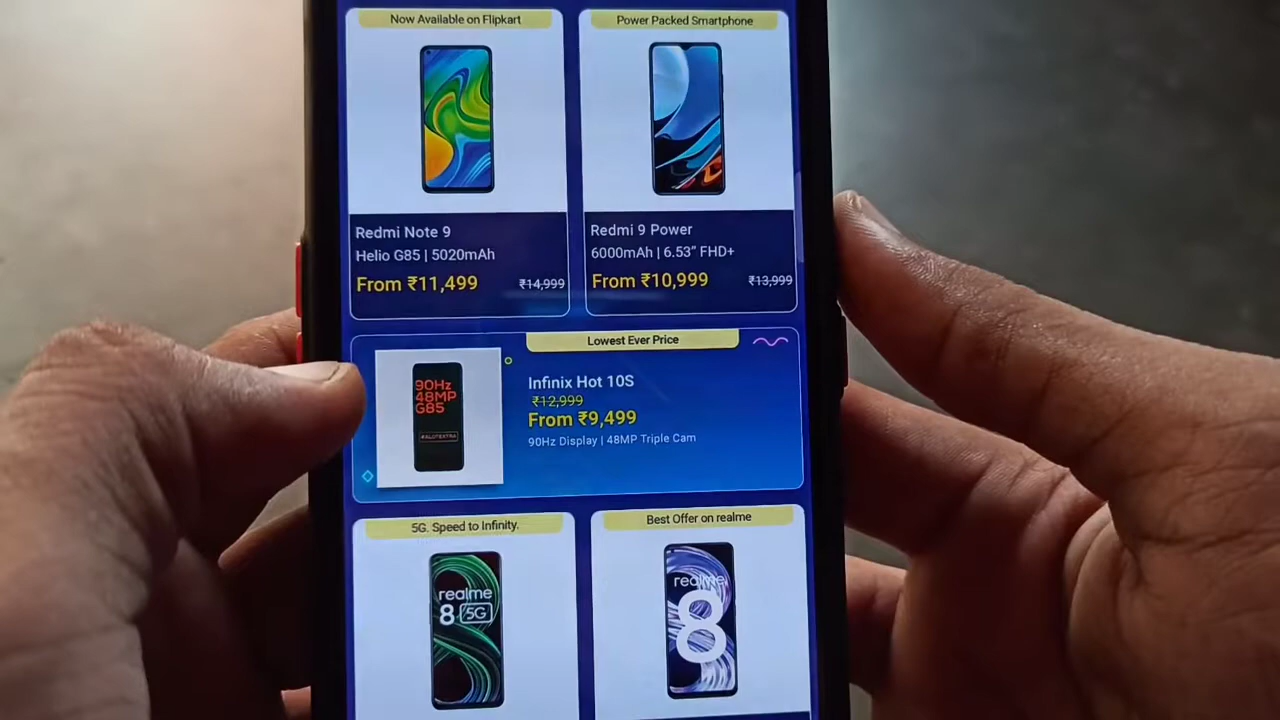 Now Available on Flipkart
Redmi Note 9
Helio G85 | 5020mAh
From ₹11,499 ₹14,999
Power Packed Smartphone
Redmi 9 Power
6000mAh | 6.53” FHD+
From ₹10,999 ₹13,999
Lowest Ever Price
90Hz
48MP
G85
Infinix Hot 10S
₹12,999
From ₹9,499
90Hz Display | 48MP Triple Cam
5G. Speed to Infinity.
realme
8 5G
Best Offer on realme
realme
8